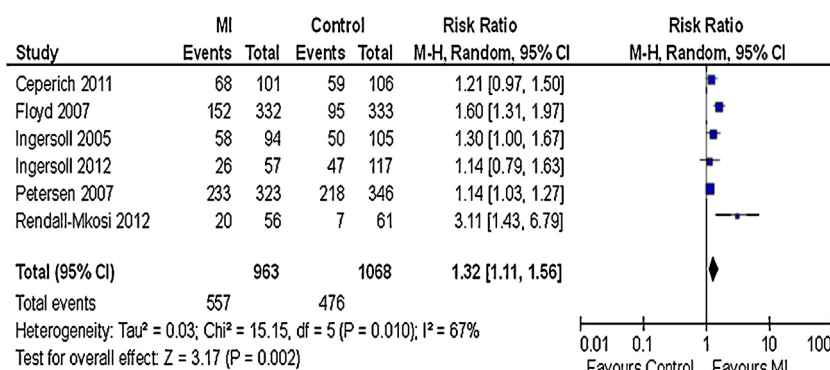 MI Control Risk Ratio Risk Ratio
Study Events Total Events Total M-H, Random, 95% CI M-H, Random, 95% CI
Ceperich 2011 68 101 59 106 1.21 [0.97, 1.50]
Floyd 2007 152 332 95 333 1.60 [1.31, 1.97]
Ingersoll 2005 58 94 50 105 1.30 [1.00, 1.67]
Ingersoll 2012 26 57 47 117 1.14 [0.79, 1.63]
Petersen 2007 233 323 218 346 1.14 [1.03, 1.27]
Rendall-Mkosi 2012 20 56 7 61 3.11 [1.43, 6.79]
Total (95% CI) 963 1068 1.32 [1.11, 1.56]
Total events 557 476
Heterogeneity: Tau² = 0.03; Chi² = 15.15, df = 5 (P = 0.010); I² = 67%
Test for overall effect: Z = 3.17 (P = 0.002)
0.01 0.1 1 10 100
Favours Control Favours MI